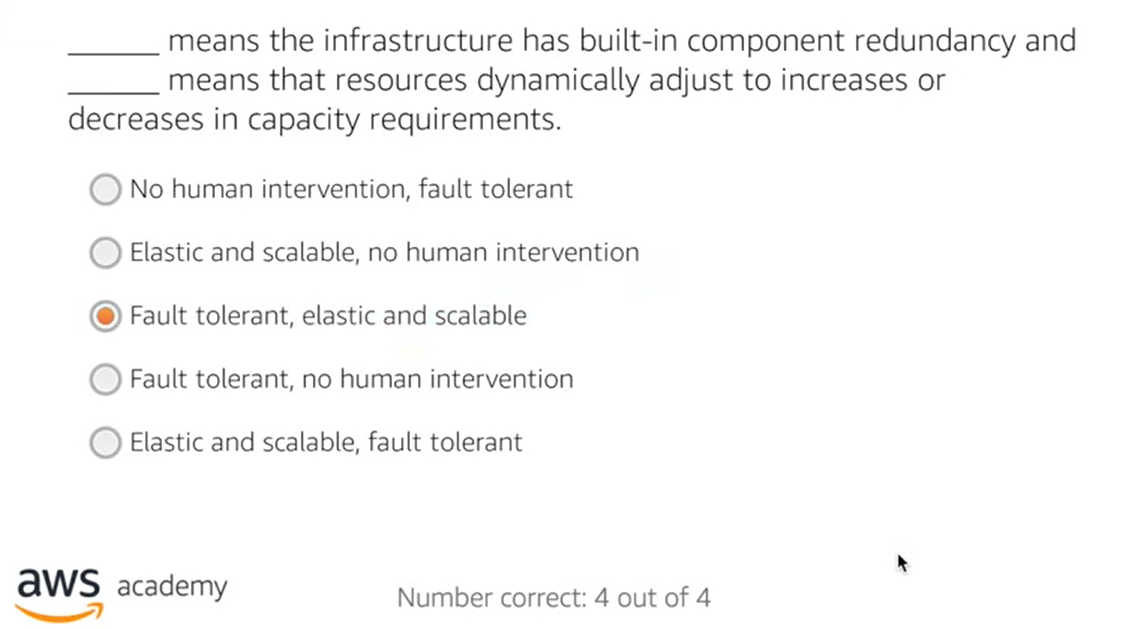 ______ means the infrastructure has built-in component redundancy and
______ means that resources dynamically adjust to increases or
decreases in capacity requirements.
No human intervention, fault tolerant
Elastic and scalable, no human intervention
Fault tolerant, elastic and scalable
Fault tolerant, no human intervention
Elastic and scalable, fault tolerant
aws academy
Number correct: 4 out of 4